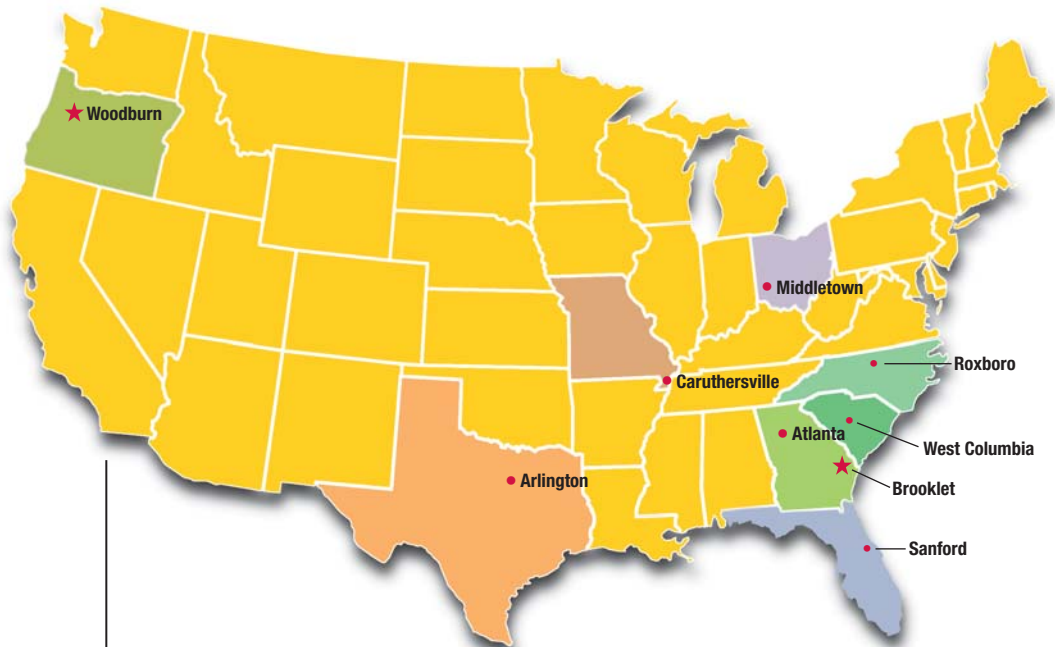 Woodburn
Middletown
Roxboro
Caruthersville
Atlanta
West Columbia
Arlington
Brooklet
Sanford